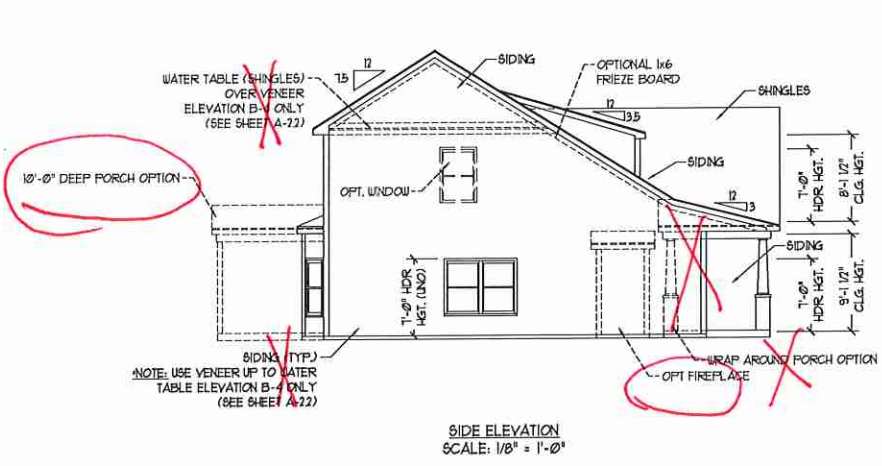 12
7.5
SIDING
WATER TABLE (SHINGLES)
OVER VENEER
ELEVATION B-4 ONLY
(SEE SHEET A-2.2)
OPTIONAL 1x6
FRIEZE BOARD
SHINGLES
12
3.5
SIDING
10'-0" DEEP PORCH OPTION
OPT. WINDOW
12
3
7'-0"
HDR. HGT.
8'-1 1/2"
CLG. HGT.
SIDING
7'-0" HDR
HGT. (UNO)
7'-0"
HDR. HGT.
9'-1 1/2"
CLG. HGT.
SIDING (TYP.)
*NOTE: USE VENEER UP TO WATER
TABLE ELEVATION B-4 ONLY
(SEE SHEET A-2.2)
WRAP AROUND PORCH OPTION
OPT FIREPLACE
SIDE ELEVATION
SCALE: 1/8" = 1'-0"